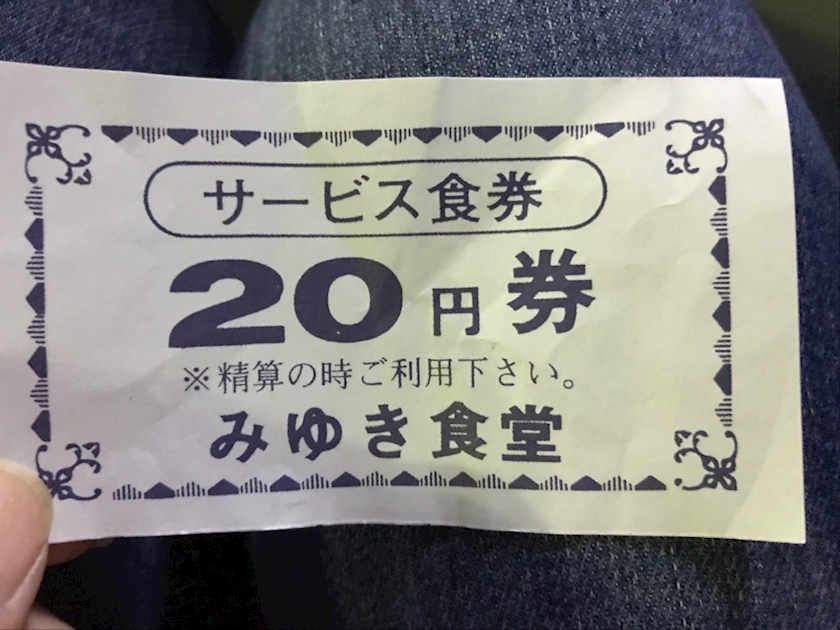 サービス食券
20円券
※精算の時ご利用下さい。
みゆき食堂